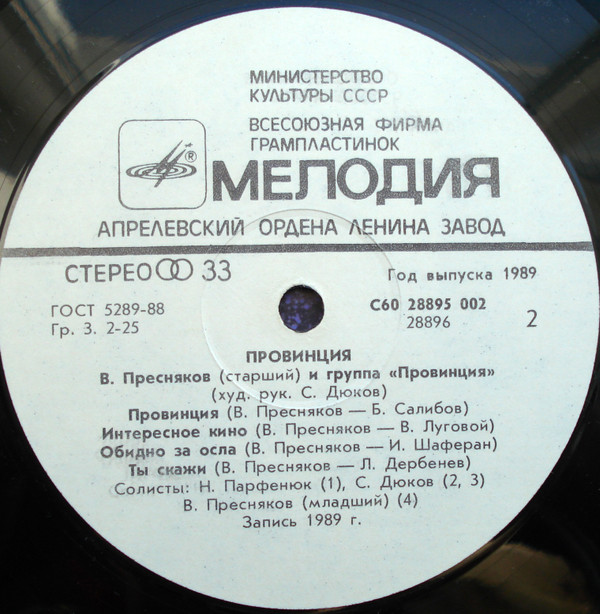 МИНИСТЕРСТВО
КУЛЬТУРЫ СССР
ВСЕСОЮЗНАЯ ФИРМА
ГРАМПЛАСТИНОК
®
МЕЛОДИЯ
АПРЕЛЕВСКИЙ ОРДЕНА ЛЕНИНА ЗАВОД
СТЕРЕО 33
Год выпуска 1989
ГОСТ 5289-88
Гр. 3. 2-25
С60 28895 002
28896
2
ПРОВИНЦИЯ
В. Пресняков (старший) и группа «Провинция»
(худ. рук. С. Дюков)
Провинция (В. Пресняков — Б. Салибов)
Интересное кино (В. Пресняков — В. Луговой)
Обидно за осла (В. Пресняков — И. Шаферан)
Ты скажи (В. Пресняков — Л. Дербенев)
Солисты: Н. Парфенюк (1), С. Дюков (2, 3)
В. Пресняков (младший) (4)
Запись 1989 г.